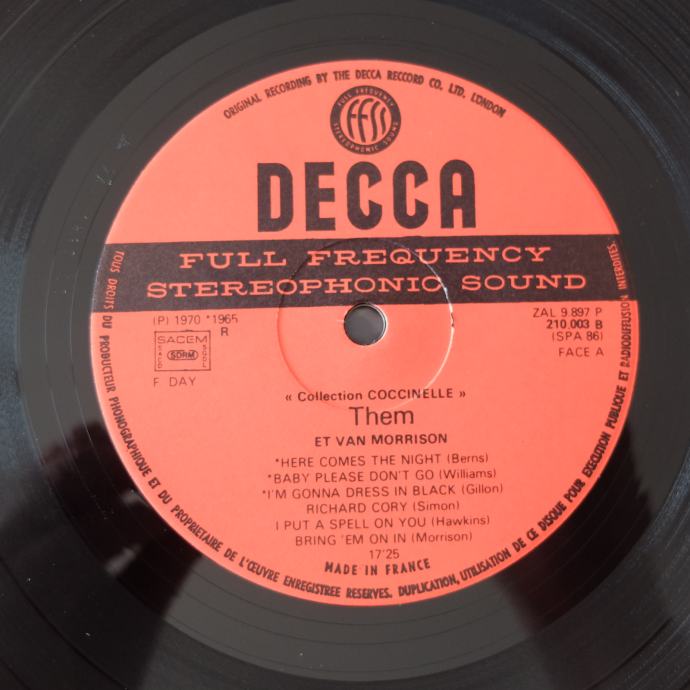 ORIGINAL RECORDING BY THE DECCA RECCORD CO. LTD. LONDON
FULL FREQUENCY
FFSS
STEREOPHONIC SOUND
DECCA
FULL FREQUENCY
STEREOPHONIC SOUND
(P) 1970 *1965
R
SACEM
SACD SDRM SGDL
F DAY
ZAL 9.897 P
210.003 B
(SPA 86)
FACE A
« Collection COCCINELLE »
Them
ET VAN MORRISON
*HERE COMES THE NIGHT (Berns)
*BABY PLEASE DON'T GO (Williams)
*I'M GONNA DRESS IN BLACK (Gillon)
RICHARD CORY (Simon)
I PUT A SPELL ON YOU (Hawkins)
BRING 'EM ON IN (Morrison)
17'25
MADE IN FRANCE
TOUS DROITS DU PRODUCTEUR PHONOGRAPHIQUE ET DU PROPRIETAIRE DE L'ŒUVRE ENREGISTREE RESERVES. DUPLICATION, UTILISATION DE CE DISQUE POUR EXECUTION PUBLIQUE ET RADIODIFFUSION INTERDITES.